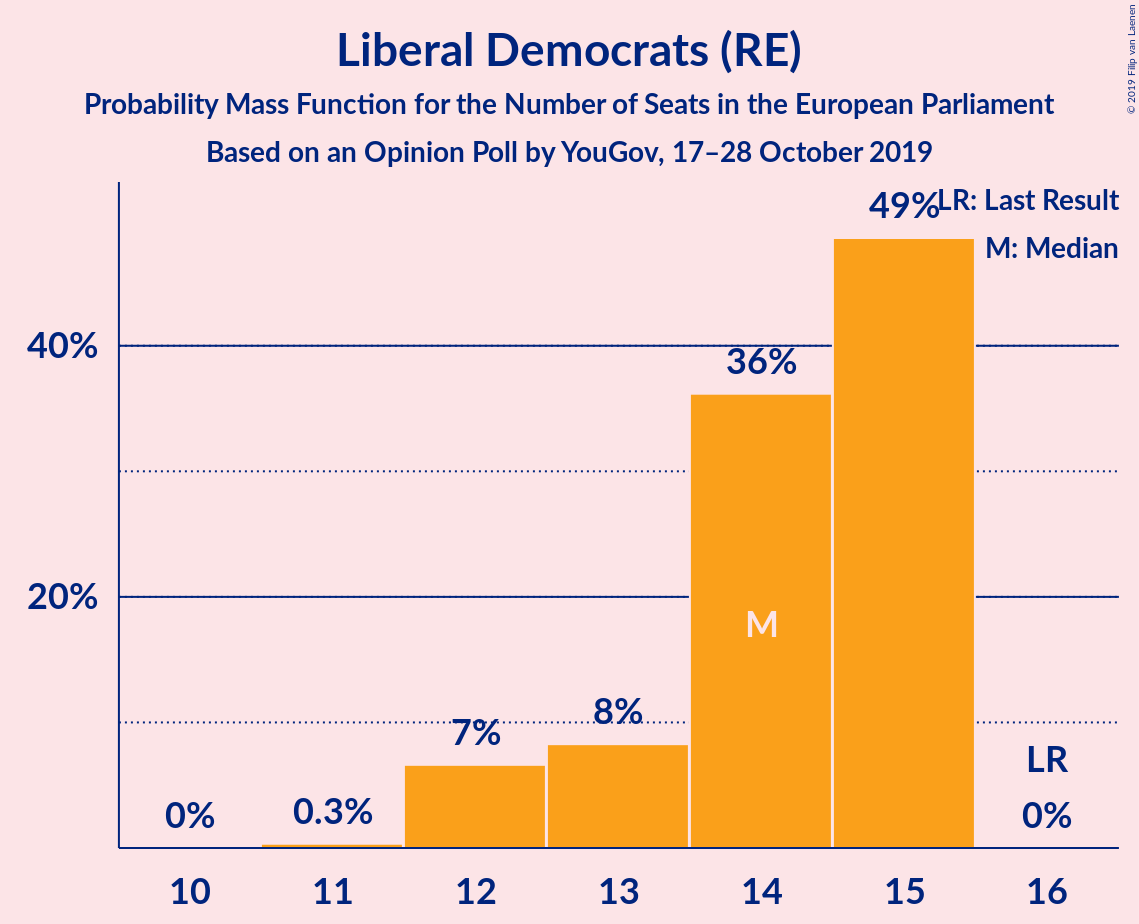 Liberal Democrats (RE)
Probability Mass Function for the Number of Seats in the European Parliament
Based on an Opinion Poll by YouGov, 17–28 October 2019
© 2019 Filip van Laenen
LR: Last Result
M: Median
40%
20%
0%
0.3%
7%
8%
36%
M
49%
LR
0%
10
11
12
13
14
15
16